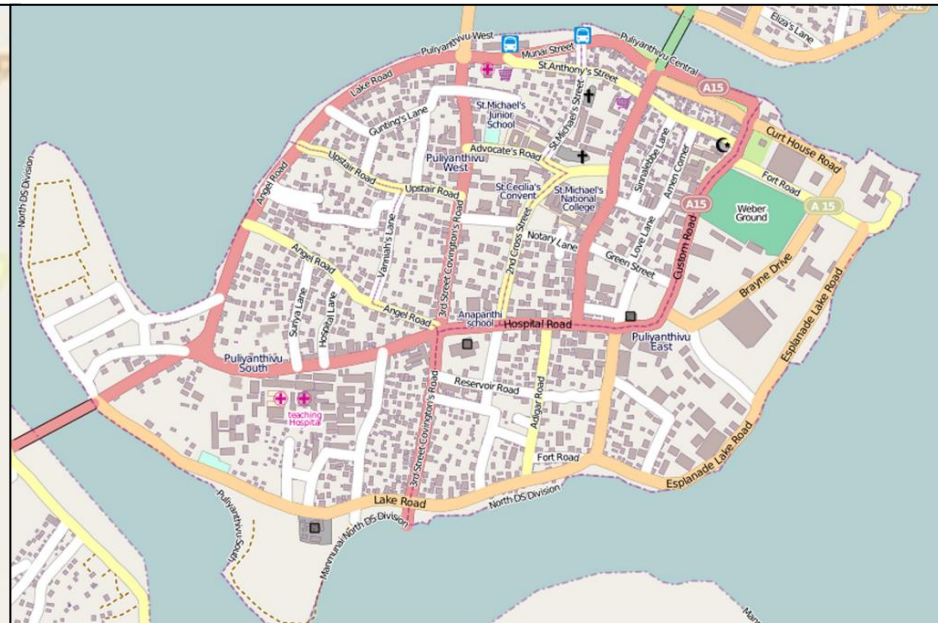 Eliza's Lane
Puliyanthivu West
Munai Street
Puliyanthivu Central
St.Anthony's Street
Lake Road
A15
Gunting's Lane
St.Michael's
Junior
School
St.Michael Street
Curt House Road
North DS Division
Advocate's Road
Puliyanthivu
West
Upstair Road
Upstair Road
Angel Road
Sinnalebbe Lane
Amen Corner
Fort Road
St.Cecilia's
Convent
St.Michael's
National
College
A15
Weber
Ground
A 15
Vanniah's Lane
3rd Street Covington's Road
2nd Cross Street
Notary Lane
Love Lane
Green Street
Custom Road
Angel Road
Brayne Drive
Esplanade Lake Road
Suriya Lane
Hospital Lane
Angel Road
Anapanthi
school
Hospital Road
Puliyanthivu
East
Puliyanthivu
South
Reservoir Road
Adigar Road
teaching
Hospital
3rd Street Covington's Road
Fort Road
Esplanade Lake Road
Lake Road
North DS Division
Puliyanthivu South
Manmunai North DS Division